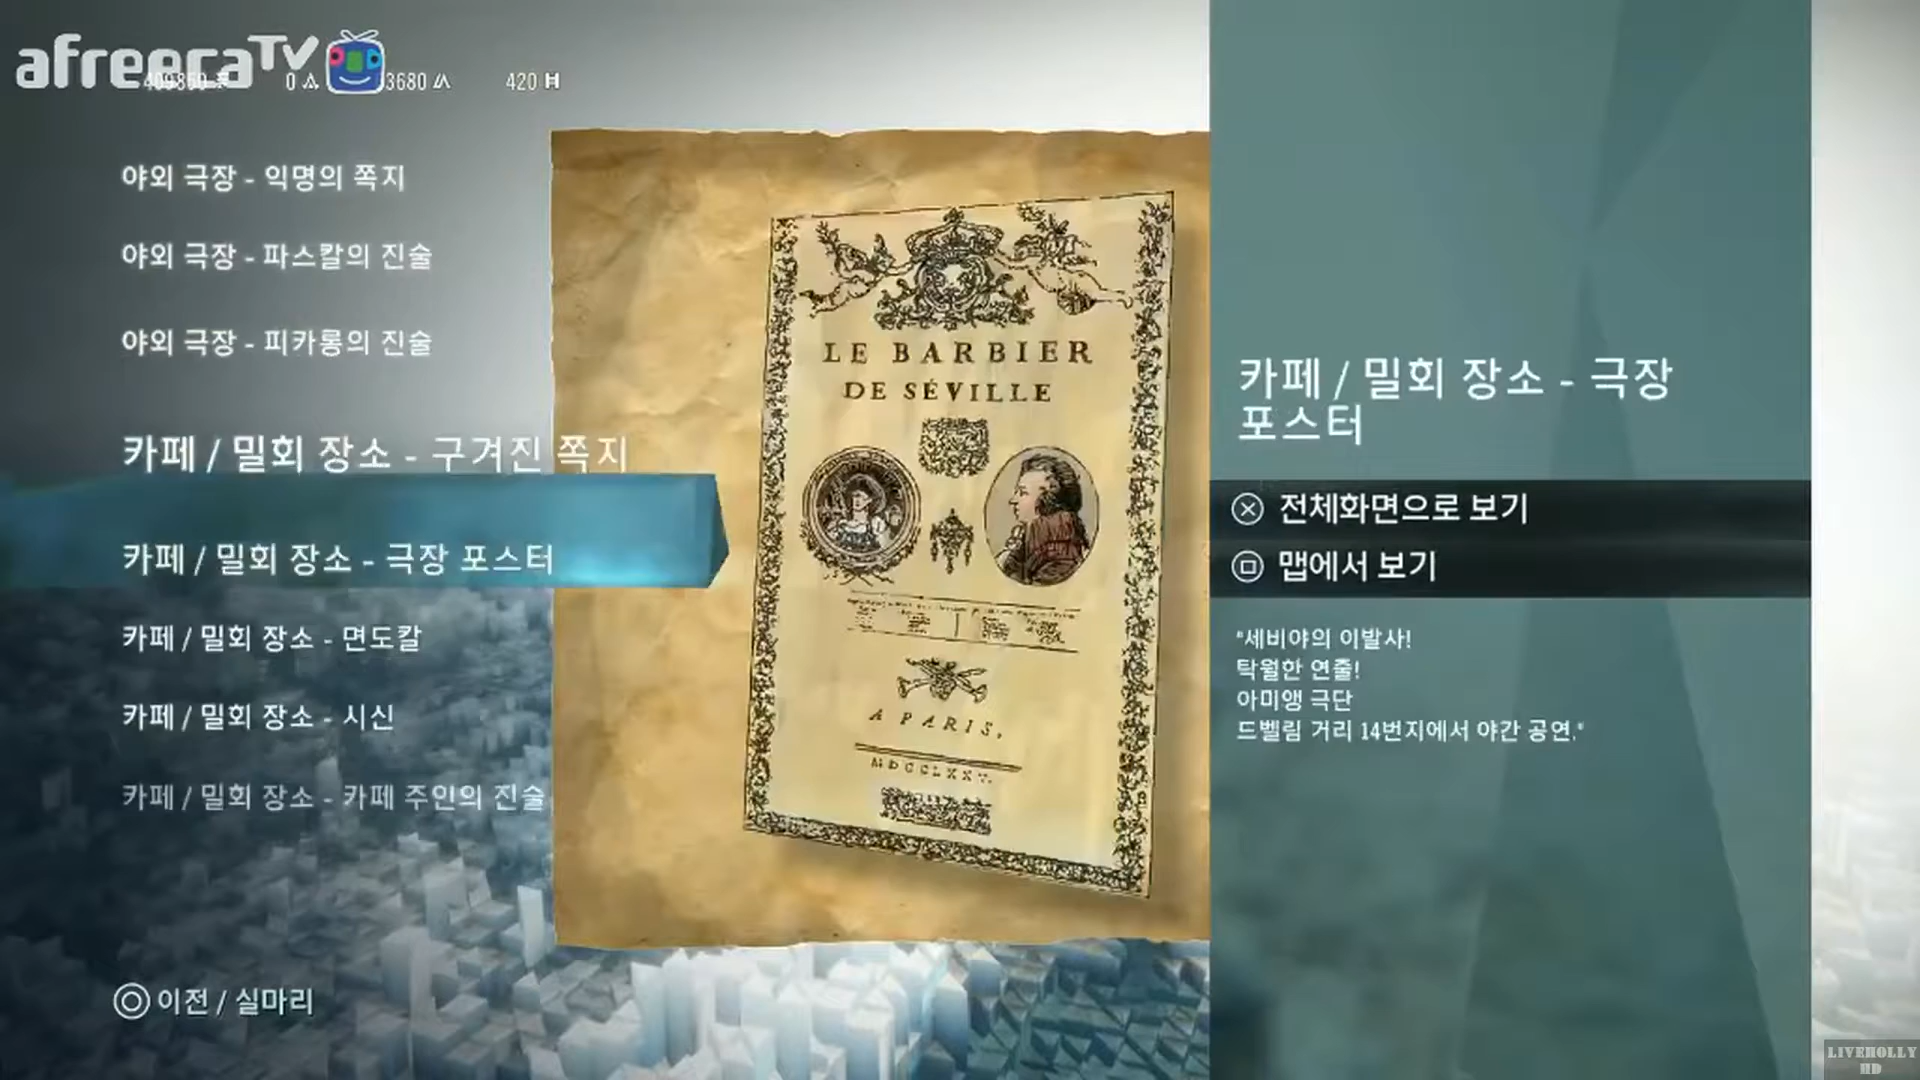 afreecaTV
409850
0
3680
420 H
야외 극장 - 익명의 쪽지
야외 극장 - 파스칼의 진술
야외 극장 - 피카롱의 진술
카페 / 밀회 장소 - 구겨진 쪽지
카페 / 밀회 장소 - 극장 포스터
카페 / 밀회 장소 - 면도칼
카페 / 밀회 장소 - 시신
카페 / 밀회 장소 - 카페 주인의 진술
이전 / 실마리
LE BARBIER
DE SÉVILLE
A PARIS,
MDCCLXXV.
카페 / 밀회 장소 - 극장
포스터
전체화면으로 보기
맵에서 보기
"세비야의 이발사!
탁월한 연출!
아미앵 극단
드벨림 거리 14번지에서 야간 공연."
LIVEHOLLY
HD